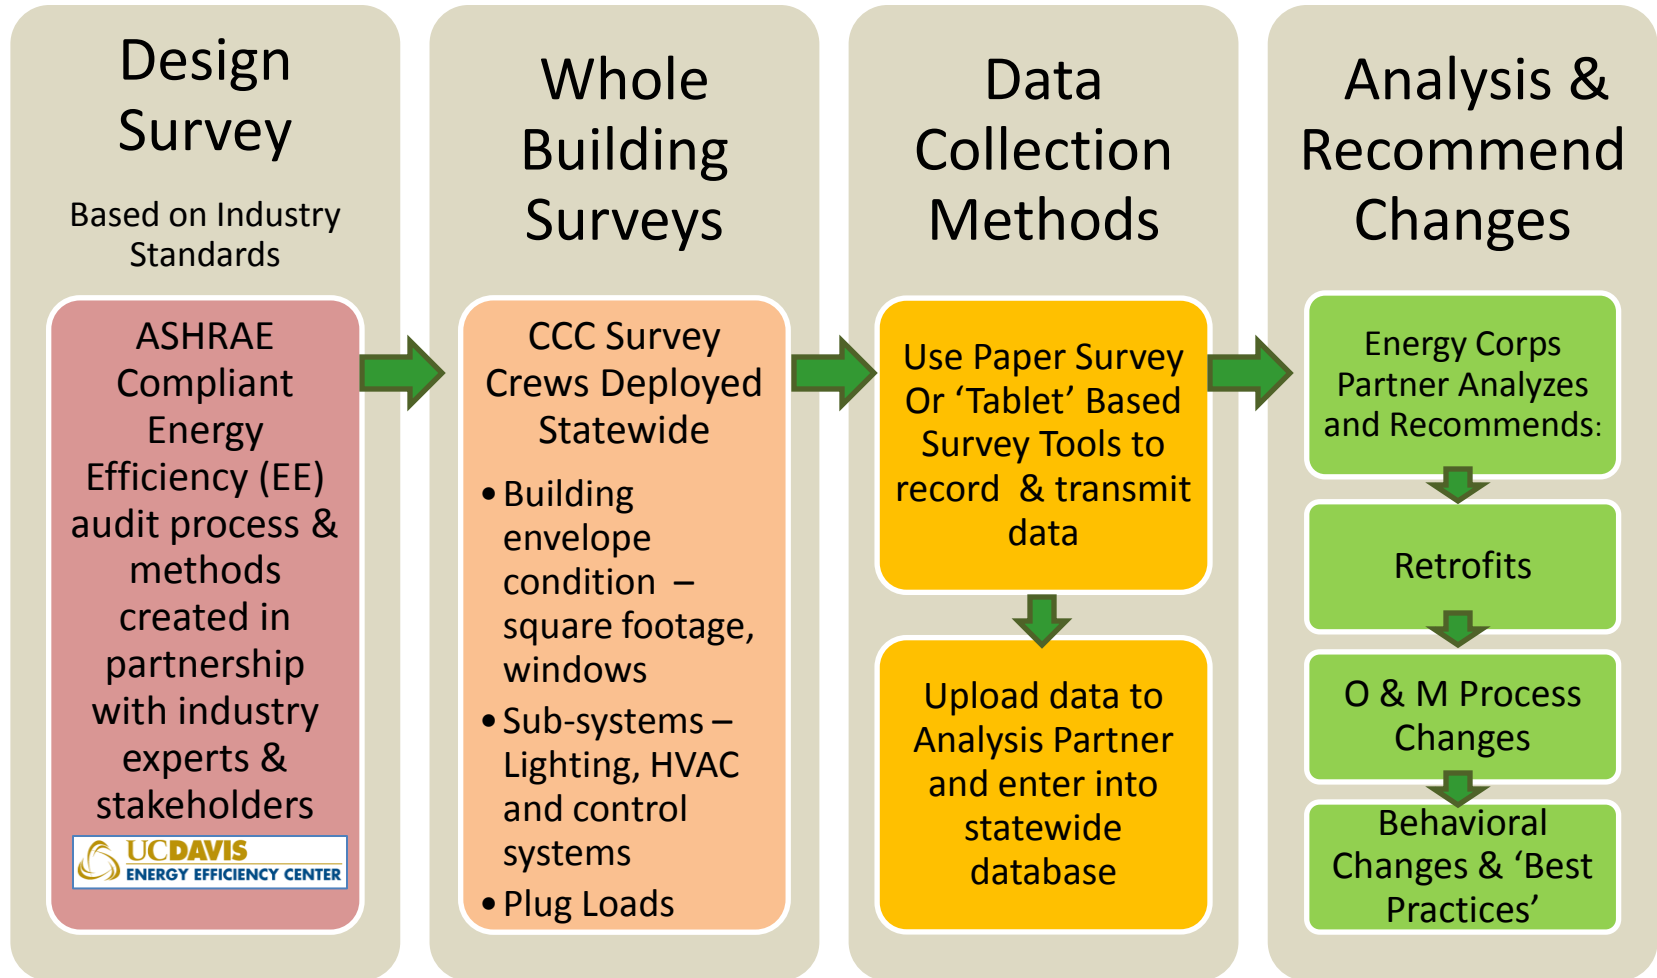 Design
Survey
Based on Industry
Standards
ASHRAE
Compliant
Energy
Efficiency (EE)
audit process &
methods
created in
partnership
with industry
experts &
stakeholders
UCDAVIS
ENERGY EFFICIENCY CENTER
Whole
Building
Surveys
CCC Survey
Crews Deployed
Statewide
• Building
envelope
condition –
square footage,
windows
• Sub-systems –
Lighting, HVAC
and control
systems
• Plug Loads
Data
Collection
Methods
Use Paper Survey
Or ‘Tablet’ Based
Survey Tools to
record & transmit
data
Upload data to
Analysis Partner
and enter into
statewide
database
Analysis &
Recommend
Changes
Energy Corps
Partner Analyzes
and Recommends:
Retrofits
O & M Process
Changes
Behavioral
Changes & ‘Best
Practices’